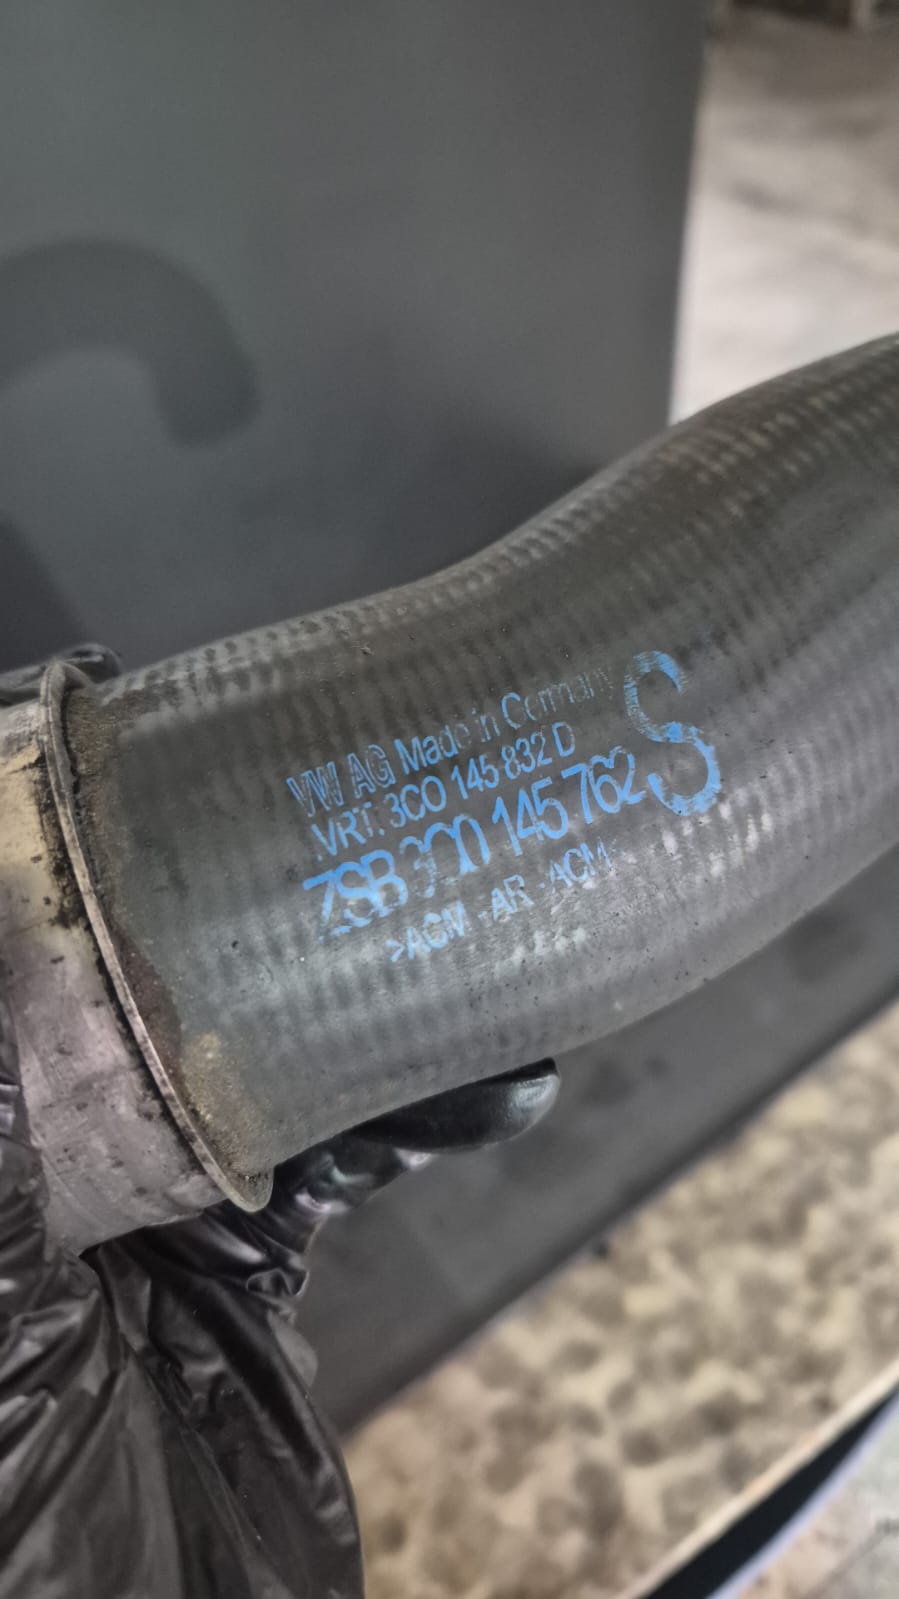 VW AG Made in Germany
VRT. 3C0 145 832 D
ZSB 3C0 145 762 S
>ACM - AR - ACM